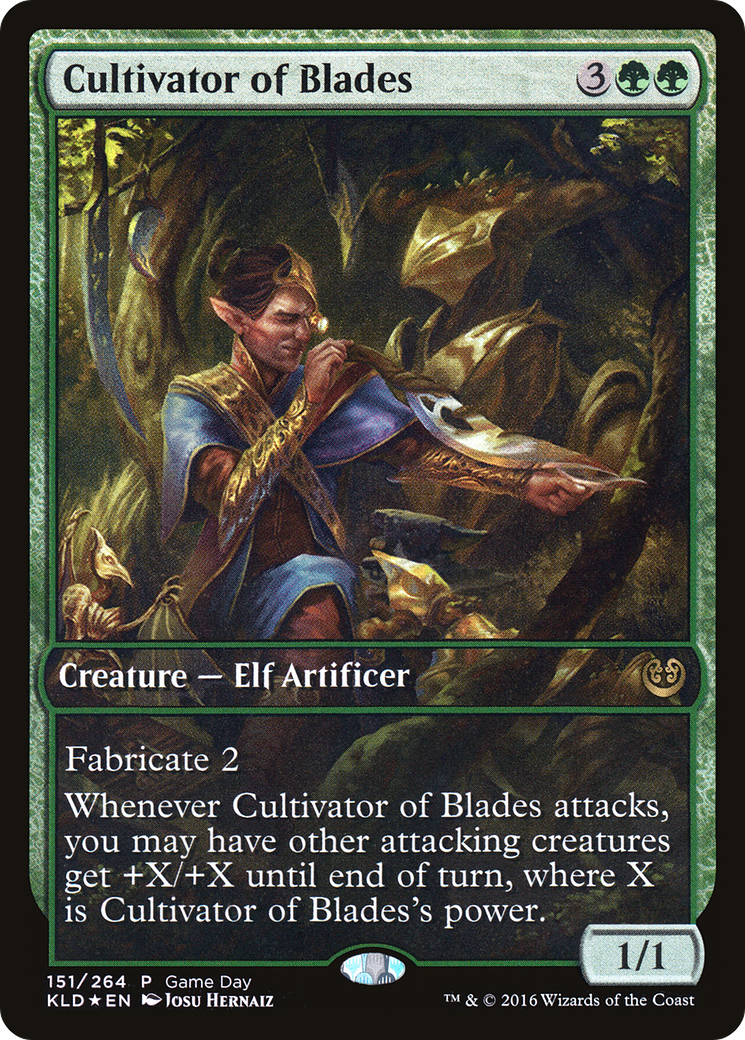 Cultivator of Blades 3
Creature — Elf Artificer
Fabricate 2
Whenever Cultivator of Blades attacks,
you may have other attacking creatures
get +X/+X until end of turn, where X
is Cultivator of Blades's power.
1/1
151/264 P Game Day
KLD★EN Josu Hernaiz
™ & © 2016 Wizards of the Coast